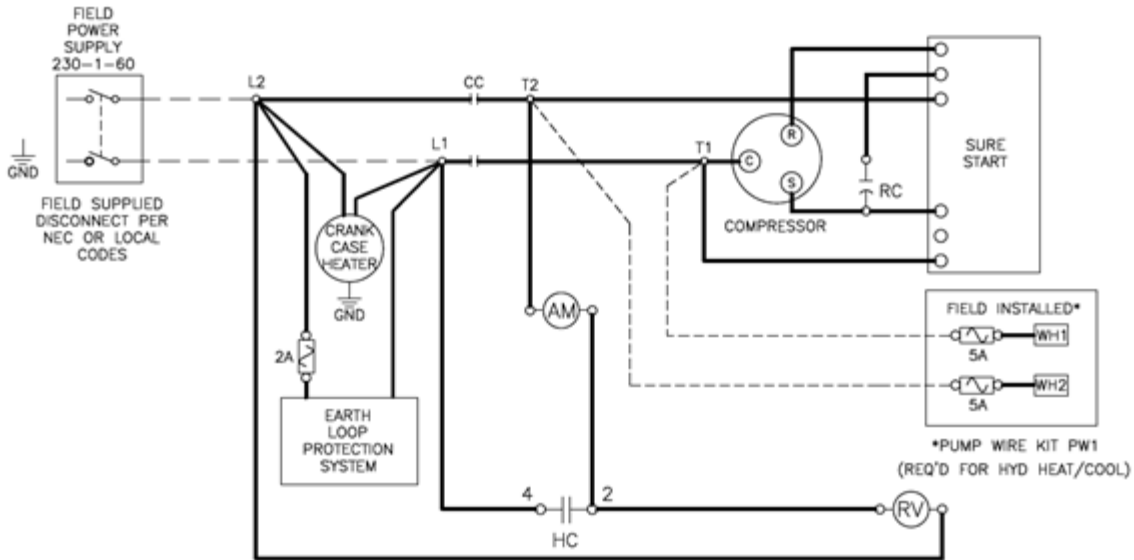 FIELD
POWER
SUPPLY
230-1-60
GND
FIELD SUPPLIED
DISCONNECT PER
NEC OR LOCAL
CODES
L2
CC
T2
L1
T1
CRANK
CASE
HEATER
GND
2A
EARTH
LOOP
PROTECTION
SYSTEM
AM
4
2
HC
RV
R
C
S
COMPRESSOR
RC
SURE
START
FIELD INSTALLED*
WH1
5A
WH2
5A
*PUMP WIRE KIT PW1
(REQ'D FOR HYD HEAT/COOL)